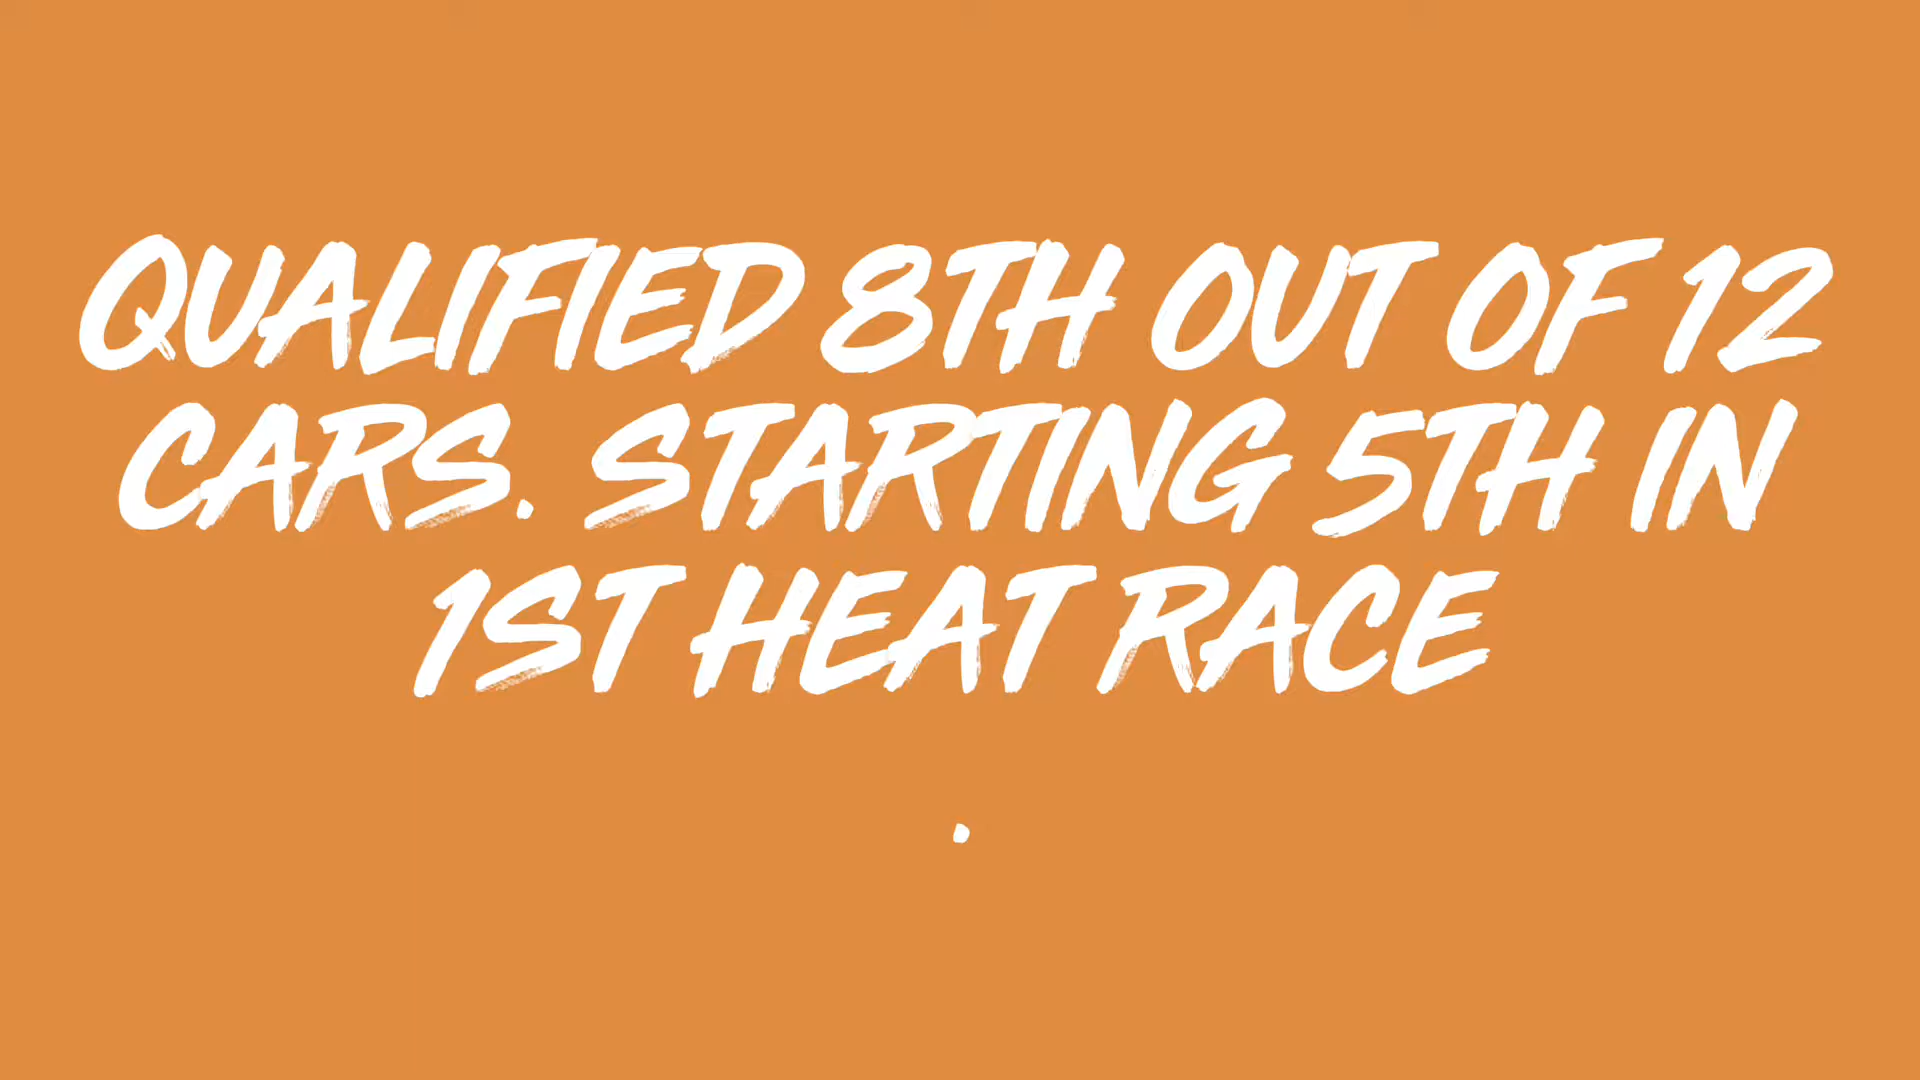 QUALIFIED 8TH OUT OF 12
CARS. STARTING 5TH IN
1ST HEAT RACE
.